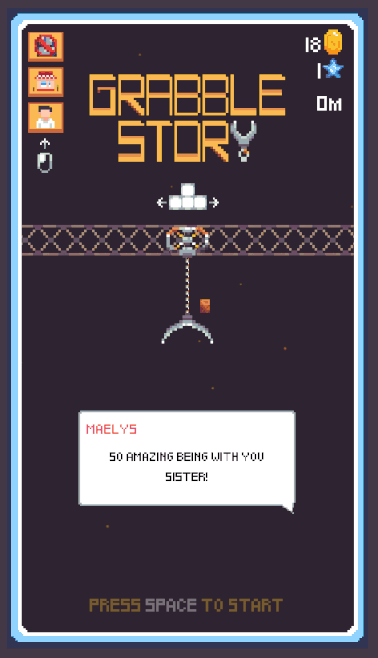 18
1
0M
GRABBLE
STORY
MAELYS
SO AMAZING BEING WITH YOU
SISTER!
PRESS SPACE TO START